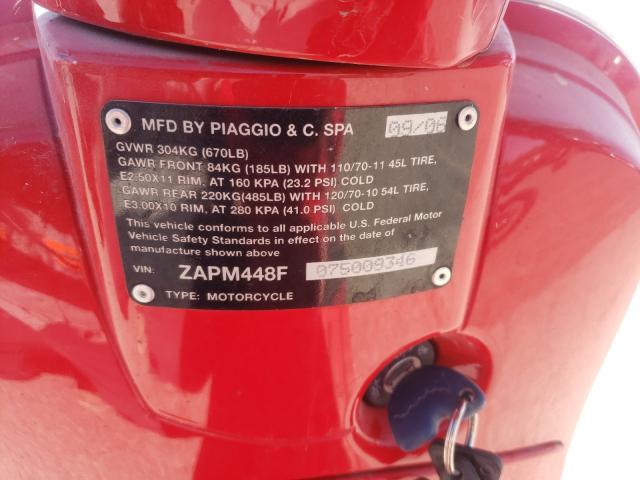 MFD BY PIAGGIO & C. SPA 09/06
GVWR 304KG (670LB)
GAWR FRONT 84KG (185LB) WITH 110/70-11 45L TIRE,
E2.50X11 RIM, AT 160 KPA (23.2 PSI) COLD
GAWR REAR 220KG(485LB) WITH 120/70-10 54L TIRE,
E3.00X10 RIM, AT 280 KPA (41.0 PSI) COLD
This vehicle conforms to all applicable U.S. Federal Motor
Vehicle Safety Standards in effect on the date of
manufacture shown above
VIN: ZAPM448F 075009346
TYPE: MOTORCYCLE